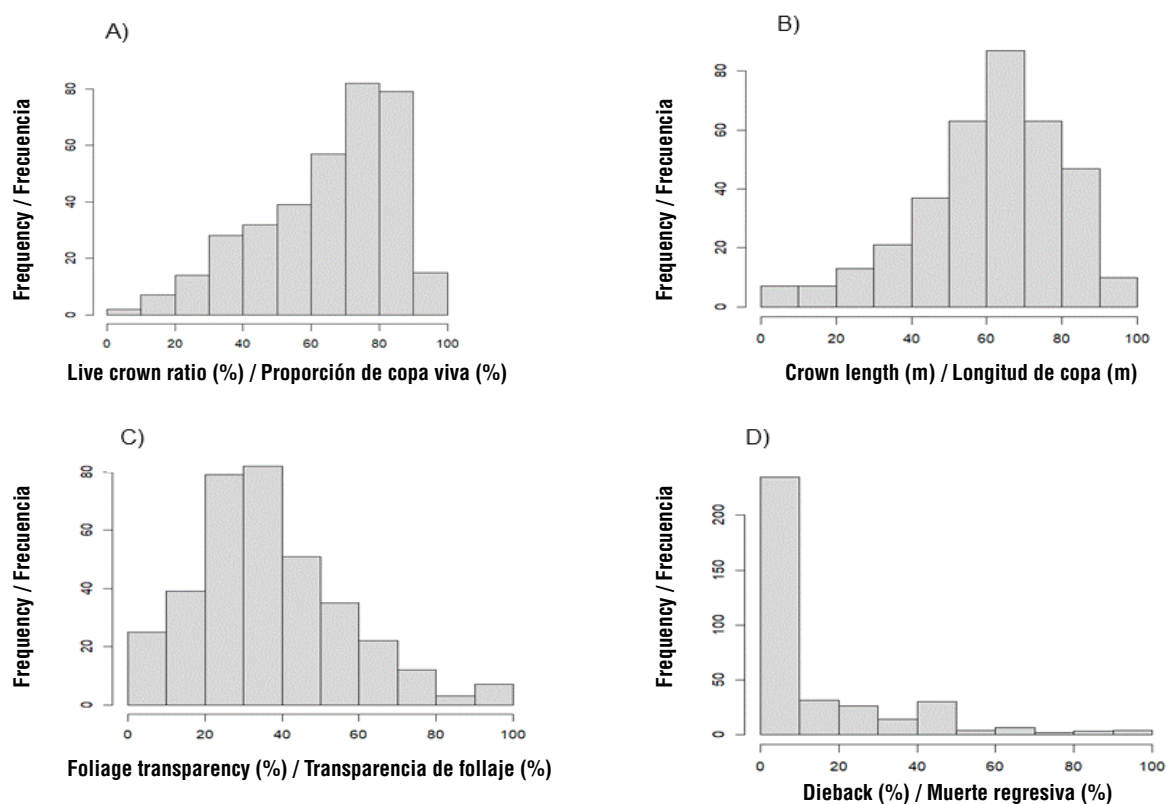 A)
Frequency / Frecuencia
80
60
40
20
0
0 20 40 60 80 100
Live crown ratio (%) / Proporción de copa viva (%)
B)
Frequency / Frecuencia
80
60
40
20
0
0 20 40 60 80 100
Crown length (m) / Longitud de copa (m)
C)
Frequency / Frecuencia
80
60
40
20
0
0 20 40 60 80 100
Foliage transparency (%) / Transparencia de follaje (%)
D)
Frequency / Frecuencia
200
150
100
50
0
0 20 40 60 80 100
Dieback (%) / Muerte regresiva (%)